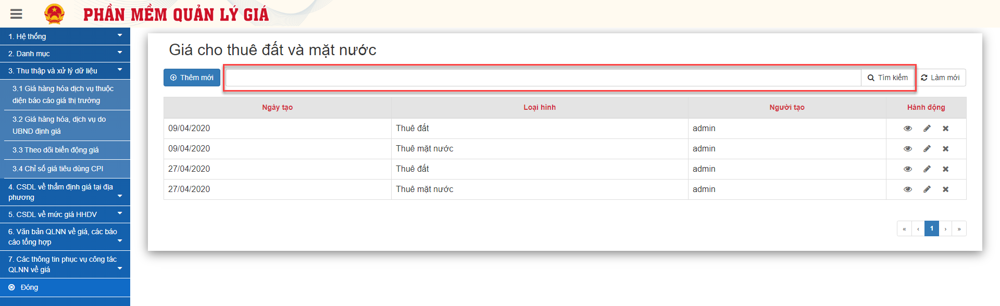 PHẦN MỀM QUẢN LÝ GIÁ
1. Hệ thống
2. Danh mục
3. Thu thập và xử lý dữ liệu
3.1 Giá hàng hóa dịch vụ thuộc
diện báo cáo giá thị trường
3.2 Giá hàng hóa, dịch vụ do
UBND định giá
3.3 Theo dõi biến động giá
3.4 Chỉ số giá tiêu dùng CPI
4. CSDL về thẩm định giá tại địa
phương
5. CSDL về mức giá HHDV
6. Văn bản QLNN về giá, các báo
cáo tổng hợp
7. Các thông tin phục vụ công tác
QLNN về giá
Đóng
Giá cho thuê đất và mặt nước
Thêm mới Tìm kiếm Làm mới
Ngày tạo Loại hình Người tạo Hành động
09/04/2020 Thuê đất admin
09/04/2020 Thuê mặt nước admin
27/04/2020 Thuê đất admin
27/04/2020 Thuê mặt nước admin
« ‹ 1 › »